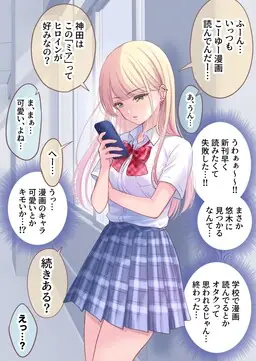 ふーん…
いっつも
こーゆー漫画
読んでんだー…
あ、うん…
神田は
この「ミア」って
ヒロインが
好みなの？
ま、まぁ…
可愛い、よね
うわぁぁ～!!
新刊早く
読みたくて
失敗した…!!
まさか
悠木に
見つかる
なんて…
へー…
うっ…
漫画のキャラ
可愛いとか
キモいか…!?
続きある？
学校で漫画
読んでるとか
オタクって
思われるじゃん…
終わった…
えっ…？